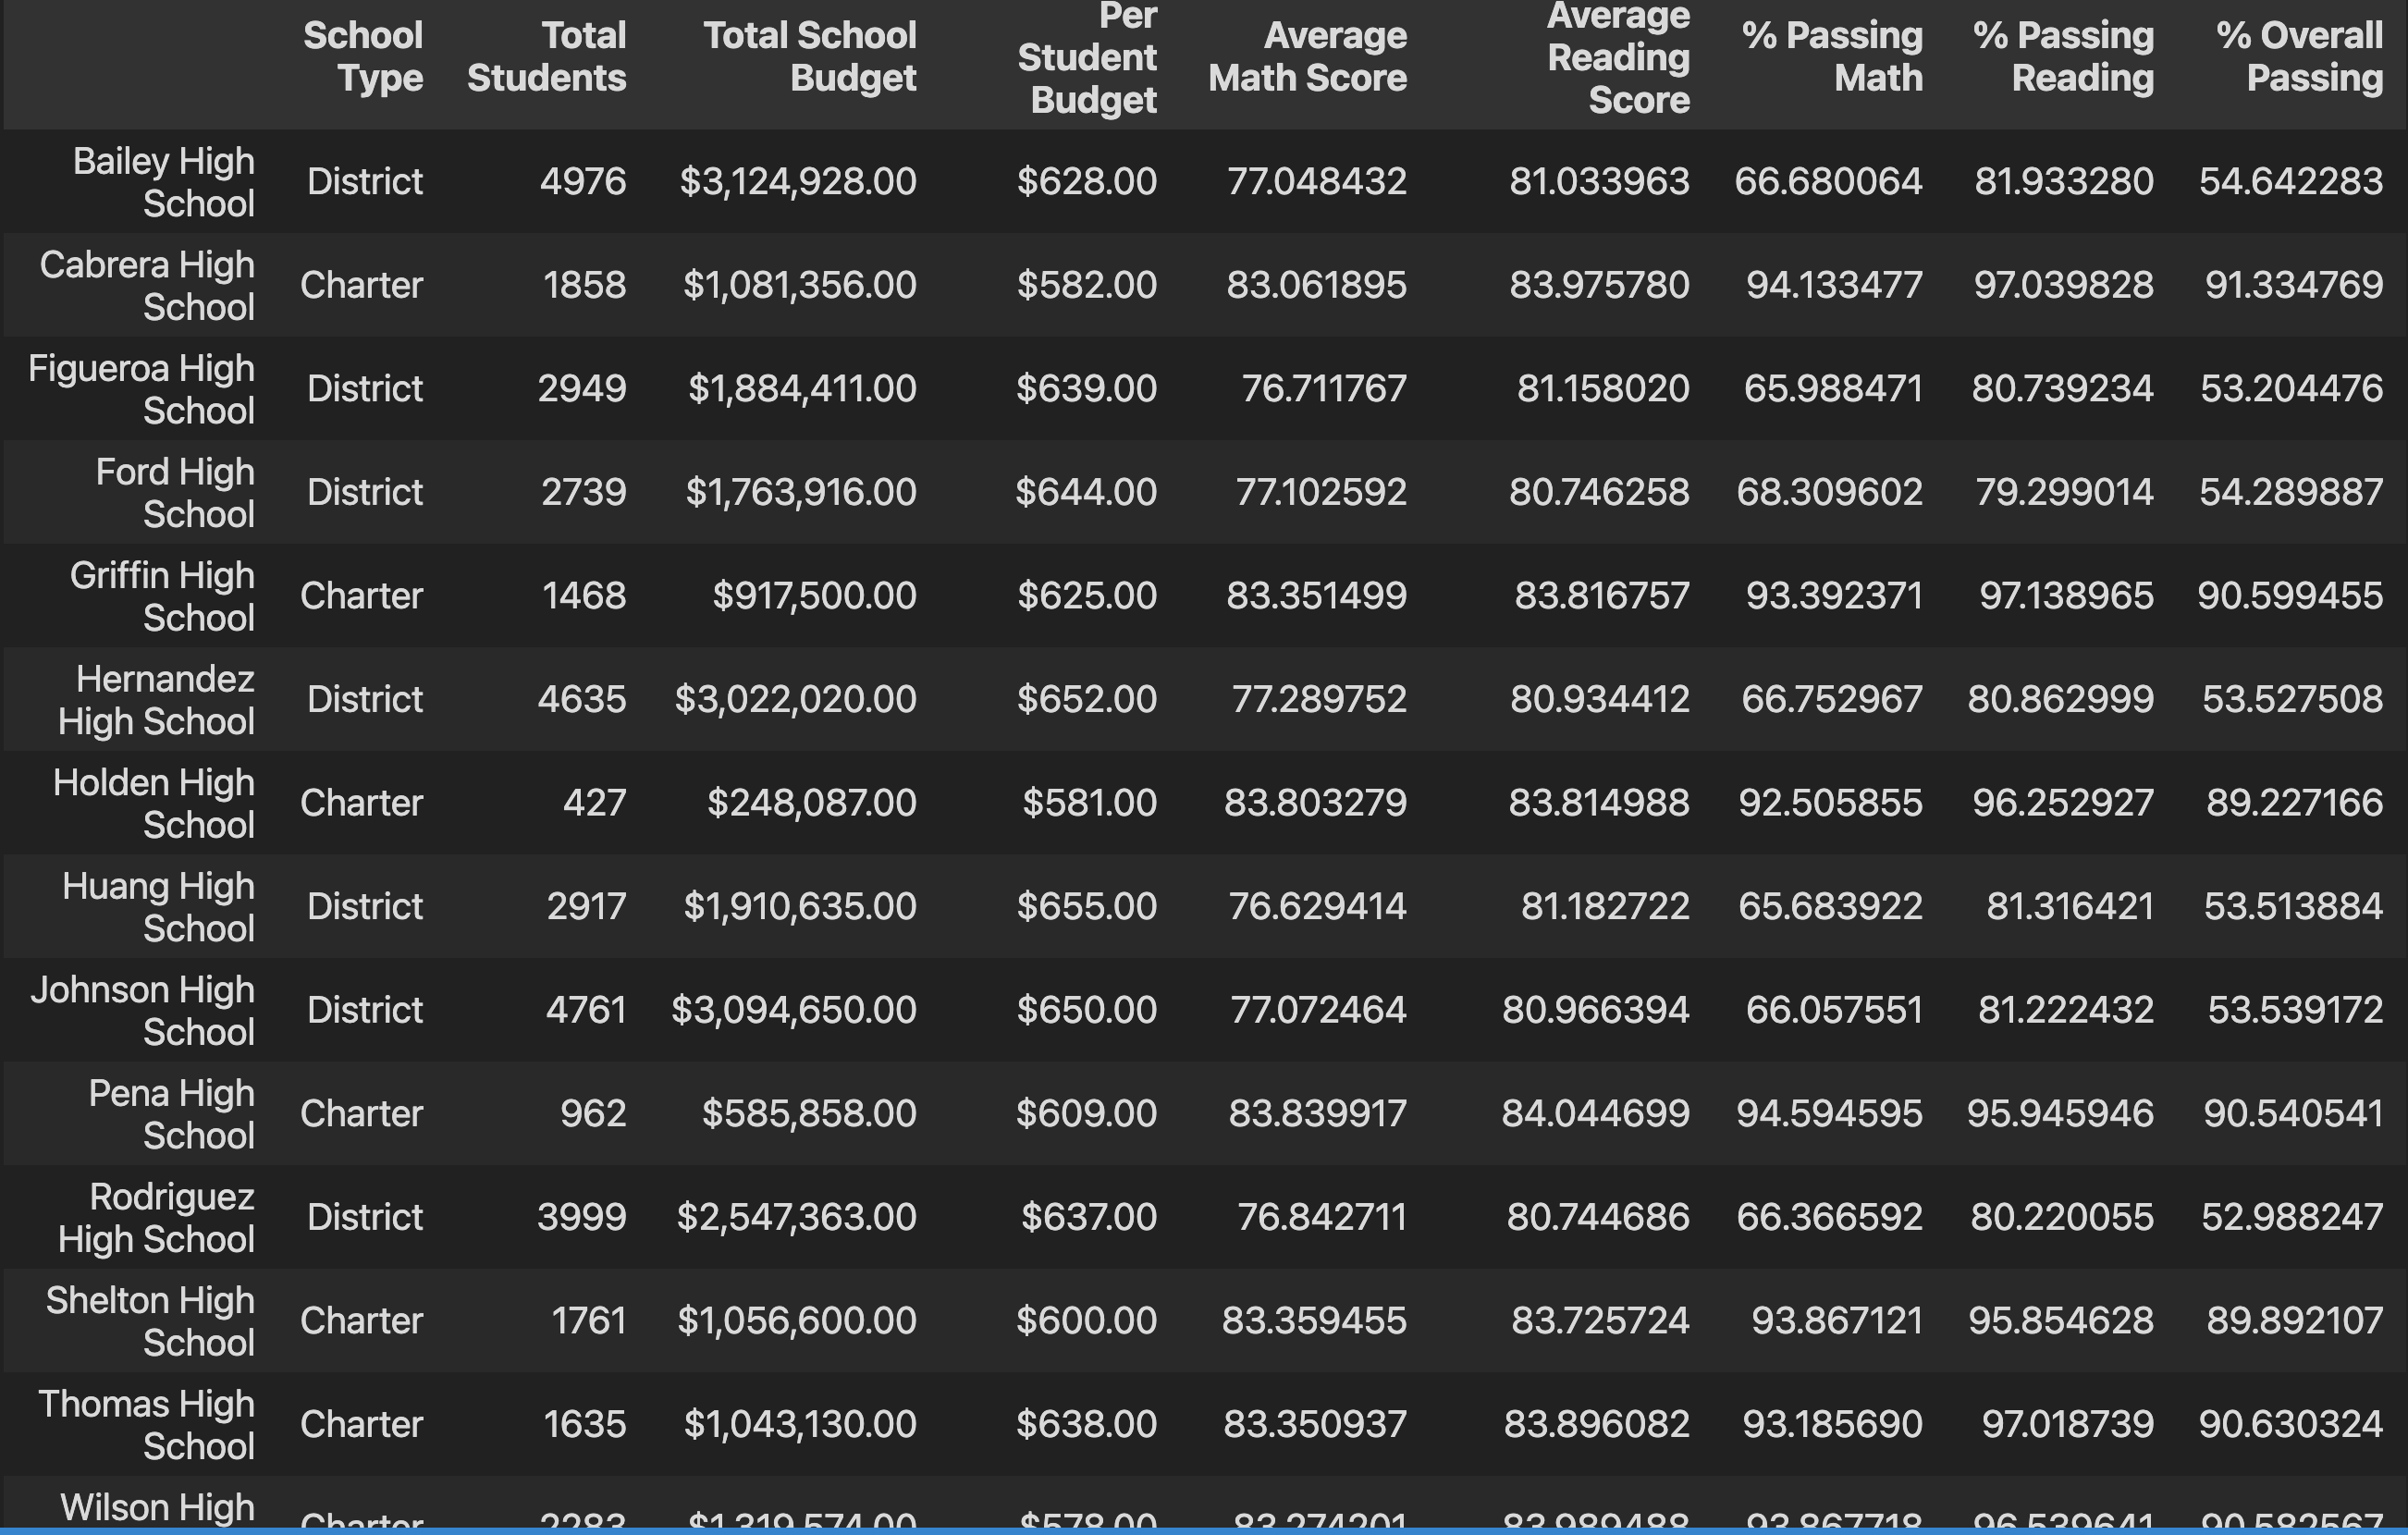 School Type Total Students Total School Budget Per Student Budget Average Math Score Average Reading Score % Passing Math % Passing Reading % Overall Passing
Bailey High School District 4976 $3,124,928.00 $628.00 77.048432 81.033963 66.680064 81.933280 54.642283
Cabrera High School Charter 1858 $1,081,356.00 $582.00 83.061895 83.975780 94.133477 97.039828 91.334769
Figueroa High School District 2949 $1,884,411.00 $639.00 76.711767 81.158020 65.988471 80.739234 53.204476
Ford High School District 2739 $1,763,916.00 $644.00 77.102592 80.746258 68.309602 79.299014 54.289887
Griffin High School Charter 1468 $917,500.00 $625.00 83.351499 83.816757 93.392371 97.138965 90.599455
Hernandez High School District 4635 $3,022,020.00 $652.00 77.289752 80.934412 66.752967 80.862999 53.527508
Holden High School Charter 427 $248,087.00 $581.00 83.803279 83.814988 92.505855 96.252927 89.227166
Huang High School District 2917 $1,910,635.00 $655.00 76.629414 81.182722 65.683922 81.316421 53.513884
Johnson High School District 4761 $3,094,650.00 $650.00 77.072464 80.966394 66.057551 81.222432 53.539172
Pena High School Charter 962 $585,858.00 $609.00 83.839917 84.044699 94.594595 95.945946 90.540541
Rodriguez High School District 3999 $2,547,363.00 $637.00 76.842711 80.744686 66.366592 80.220055 52.988247
Shelton High School Charter 1761 $1,056,600.00 $600.00 83.359455 83.725724 93.867121 95.854628 89.892107
Thomas High School Charter 1635 $1,043,130.00 $638.00 83.350937 83.896082 93.185690 97.018739 90.630324
Wilson High Charter 2283 $1,319,574.00 $578.00 83.274201 83.989488 93.867718 96.539641 90.582567